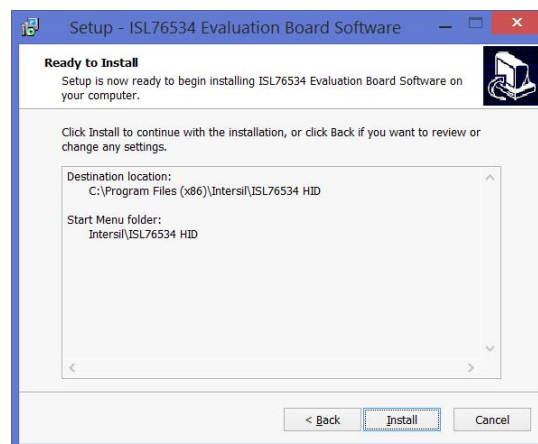 Setup - ISL76534 Evaluation Board Software
Ready to Install
Setup is now ready to begin installing ISL76534 Evaluation Board Software on
your computer.
Click Install to continue with the installation, or click Back if you want to review or
change any settings.
Destination location:
C:\Program Files (x86)\Intersil\ISL76534 HID
Start Menu folder:
Intersil\ISL76534 HID
< Back
Install
Cancel